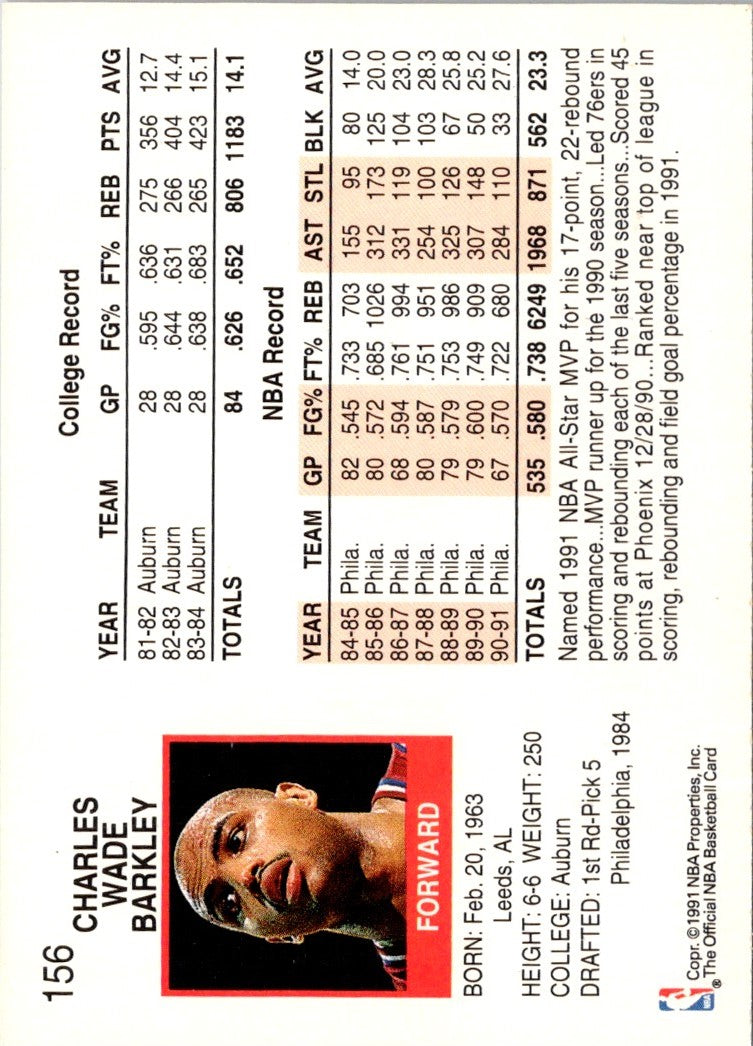 156
CHARLES
WADE
BARKLEY
FORWARD
BORN: Feb. 20, 1963
Leeds, AL
HEIGHT: 6-6 WEIGHT: 250
COLLEGE: Auburn
DRAFTED: 1st Rd-Pick 5
Philadelphia, 1984
College Record
YEAR TEAM GP FG% FT% REB PTS AVG
81-82 Auburn 28 .595 .636 275 356 12.7
82-83 Auburn 28 .644 .631 266 404 14.4
83-84 Auburn 28 .638 .683 265 423 15.1
TOTALS 84 .626 .652 806 1183 14.1
NBA Record
YEAR TEAM GP FG% FT% REB AST STL BLK AVG
84-85 Phila. 82 .545 .733 703 155 95 80 14.0
85-86 Phila. 80 .572 .685 1026 312 173 125 20.0
86-87 Phila. 68 .594 .761 994 331 119 104 23.0
87-88 Phila. 80 .587 .751 951 254 100 103 28.3
88-89 Phila. 79 .579 .753 986 325 126 67 25.8
89-90 Phila. 79 .600 .749 909 307 148 50 25.2
90-91 Phila. 67 .570 .722 680 284 110 33 27.6
TOTALS 535 .580 .738 6249 1968 871 562 23.3
Named 1991 NBA All-Star MVP for his 17-point, 22-rebound
performance...MVP runner up for the 1990 season...Led 76ers in
scoring and rebounding each of the last five seasons...Scored 45
points at Phoenix 12/28/90...Ranked near top of league in
scoring, rebounding and field goal percentage in 1991.
NBA
Copr. ©1991 NBA Properties, Inc.
® The Official NBA Basketball Card